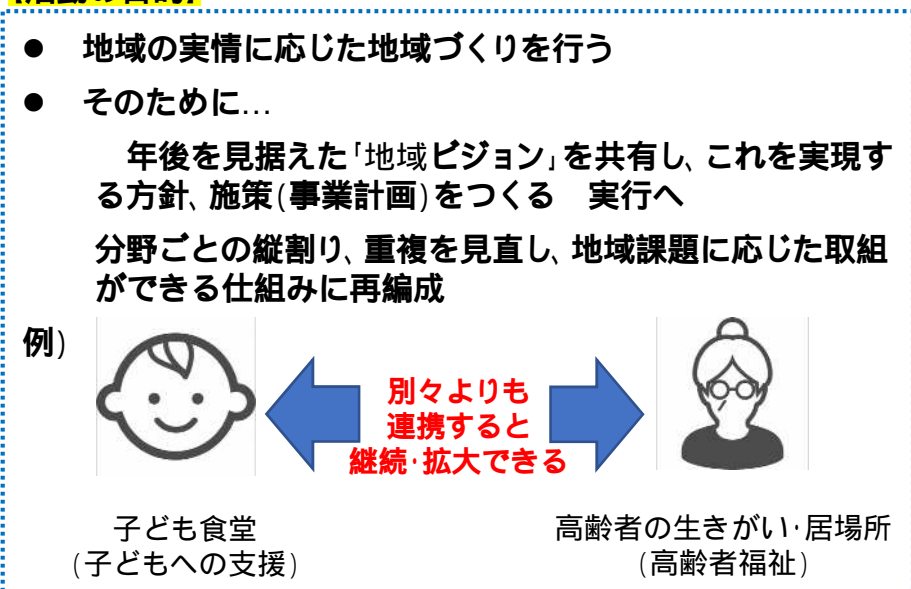 【活動の目的】
● 地域の実情に応じた地域づくりを行う
● そのために…
年後を見据えた「地域ビジョン」を共有し、これを実現す
る方針、施策(事業計画)をつくる　実行へ
分野ごとの縦割り、重複を見直し、地域課題に応じた取組
ができる仕組みに再編成
例)
別々よりも
連携すると
継続・拡大できる
子ども食堂
(子どもへの支援)
高齢者の生きがい・居場所
(高齢者福祉)